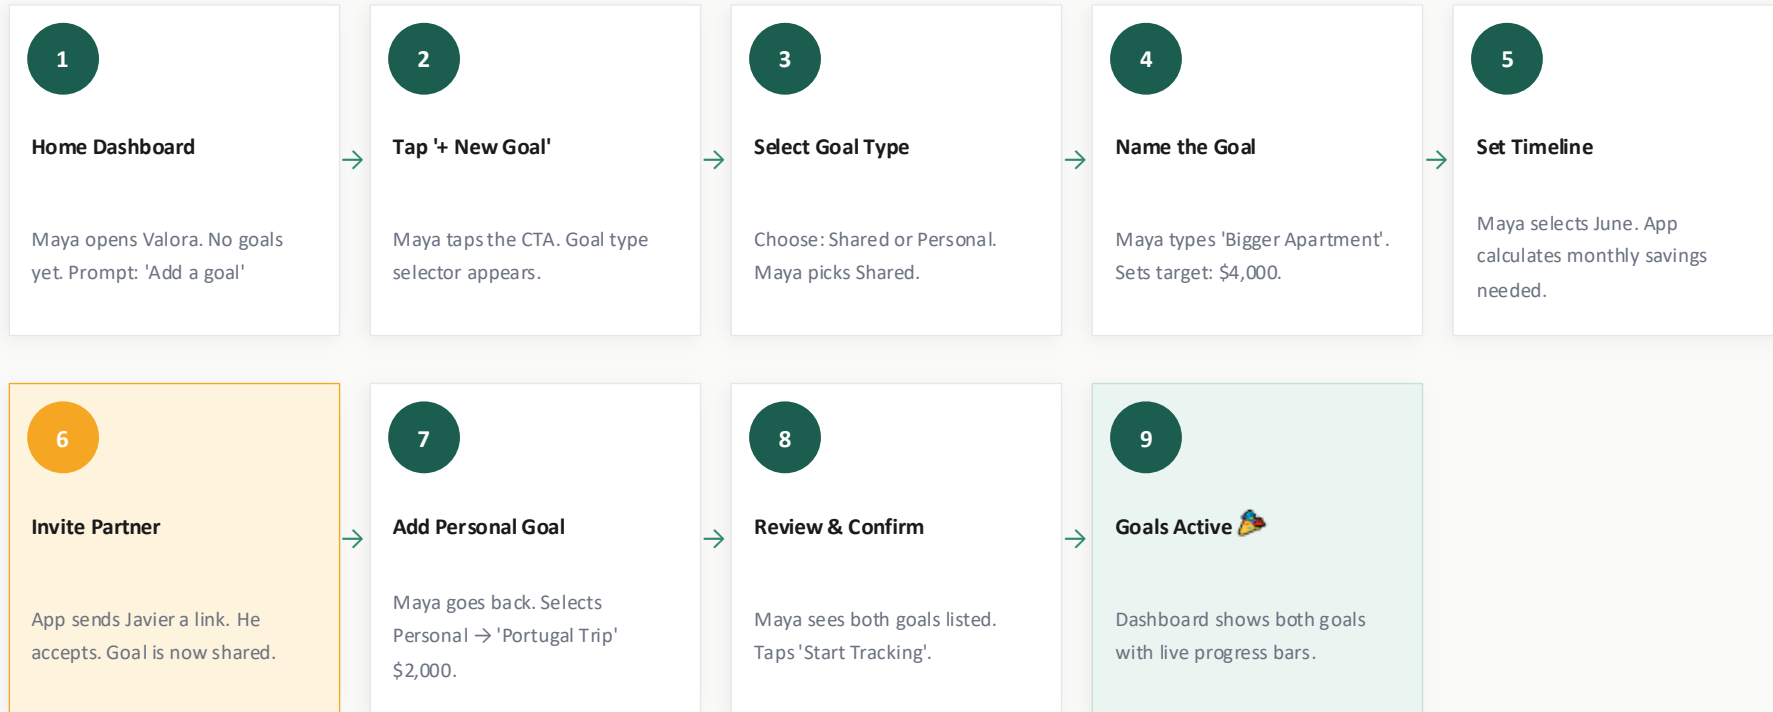 1
Home Dashboard
Maya opens Valora. No goals
yet. Prompt: 'Add a goal'
→
2
Tap '+ New Goal'
Maya taps the CTA. Goal type
selector appears.
→
3
Select Goal Type
Choose: Shared or Personal.
Maya picks Shared.
→
4
Name the Goal
Maya types 'Bigger Apartment'.
Sets target: $4,000.
→
5
Set Timeline
Maya selects June. App
calculates monthly savings
needed.
6
Invite Partner
App sends Javier a link. He
accepts. Goal is now shared.
→
7
Add Personal Goal
Maya goes back. Selects
Personal → 'Portugal Trip'
$2,000.
→
8
Review & Confirm
Maya sees both goals listed.
Taps 'Start Tracking'.
→
9
Goals Active 🎉
Dashboard shows both goals
with live progress bars.